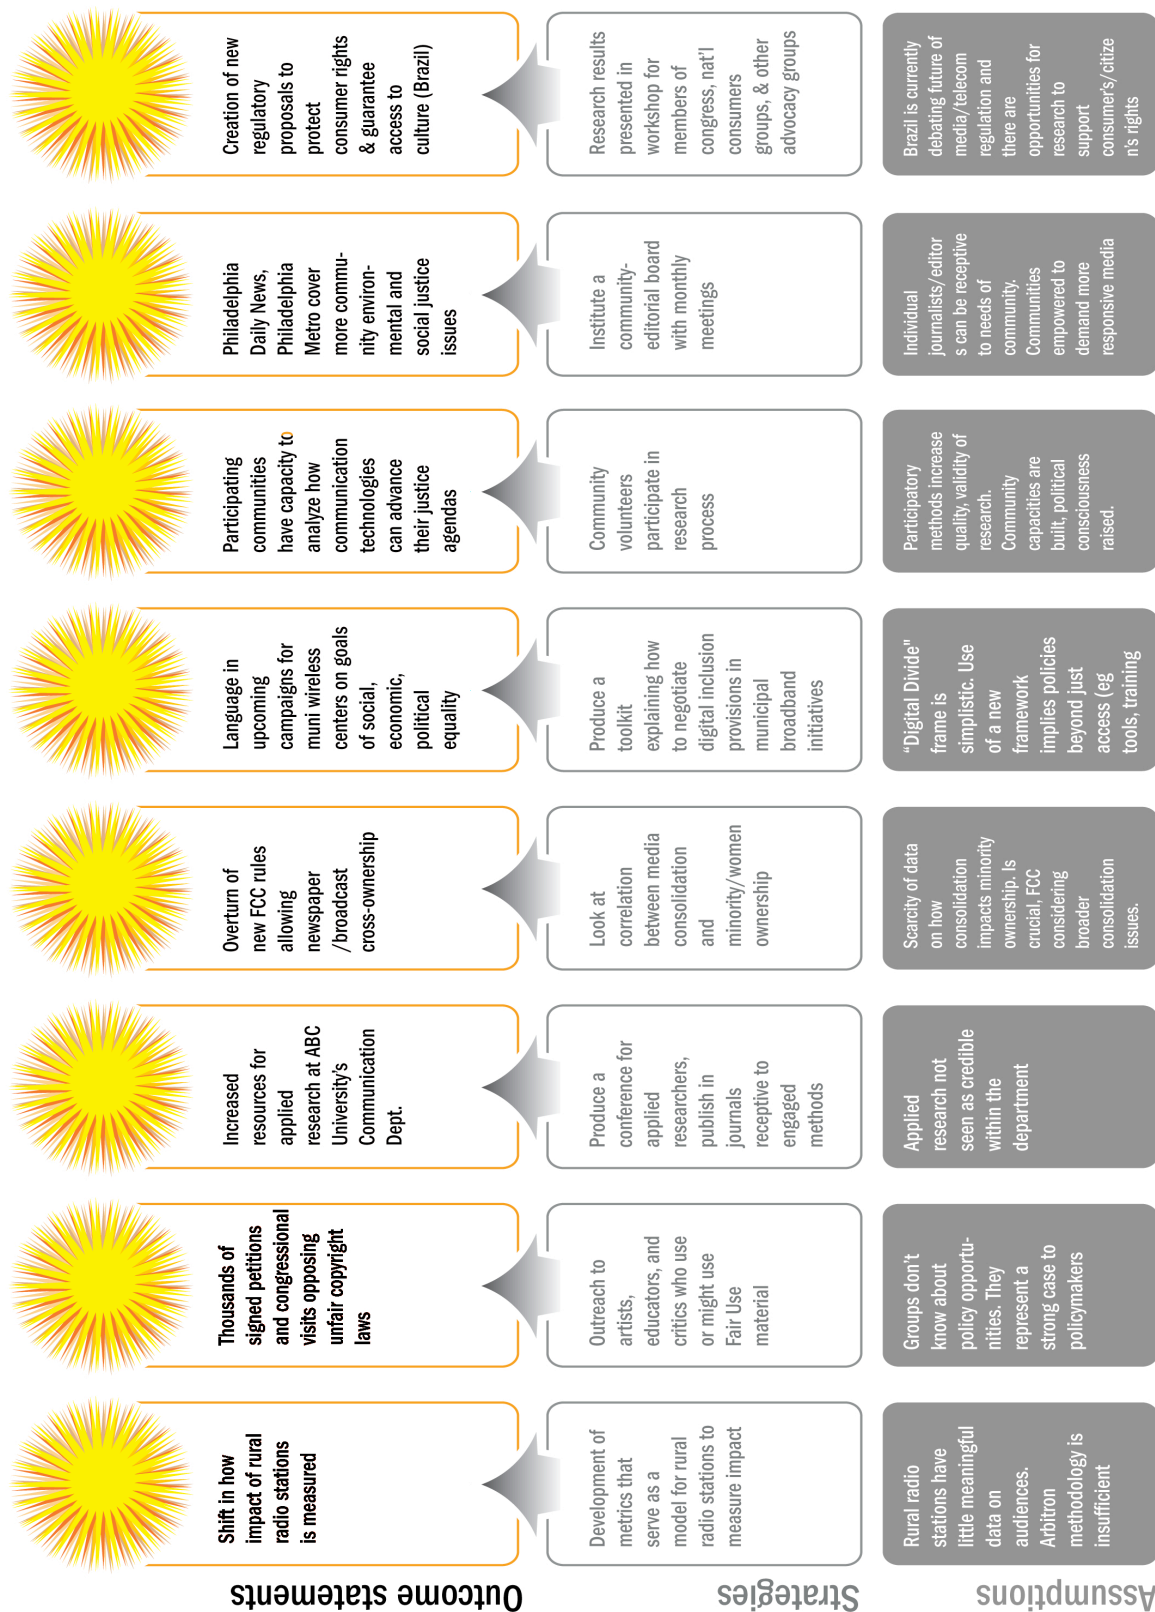 Outcome statements
Shift in how
impact of rural
radio stations
is measured
Thousands of
signed petitions
and congressional
visits opposing
unfair copyright
laws
Increased
resources for
applied
research at ABC
University's
Communication
Dept.
Overturn of
new FCC rules
allowing
newspaper
/broadcast
cross-ownership
Language in
upcoming
campaigns for
muni wireless
centers on goals
of social,
economic,
political
equality
Participating
communities
have capacity to
analyze how
communication
technologies
can advance
their justice
agendas
Philadelphia
Daily News,
Philadelphia
Metro cover
more commu-
nity environ-
mental and
social justice
issues
Creation of new
regulatory
proposals to
protect
consumer rights
& guarantee
access to
culture (Brazil)
Strategies
Development of
metrics that
serve as a
model for rural
radio stations to
measure impact
Outreach to
artists,
educators, and
critics who use
or might use
Fair Use
material
Produce a
conference for
applied
researchers,
publish in
journals
receptive to
engaged
methods
Look at
correlation
between media
consolidation
and
minority/women
ownership
Produce a
toolkit
explaining how
to negotiate
digital inclusion
provisions in
municipal
broadband
initiatives
Community
volunteers
participate in
research
process
Institute a
community-
editorial board
with monthly
meetings
Research results
presented in
workshop for
members of
congress, nat'l
consumers
groups, & other
advocacy groups
Assumptions
Rural radio
stations have
little meaningful
data on
audiences.
Arbitron
methodology is
insufficient
Groups don't
know about
policy opportu-
nities. They
represent a
strong case to
policymakers
Applied
research not
seen as credible
within the
department
Scarcity of data
on how
consolidation
impacts minority
ownership. Is
crucial, FCC
considering
broader
consolidation
issues.
“Digital Divide"
frame is
simplistic. Use
of a new
framework
implies policies
beyond just
access (eg
tools, training
Participatory
methods increase
quality, validity of
research.
Community
capacities are
built, political
consciousness
raised.
Individual
journalists/editor
s can be receptive
to needs of
community.
Communities
empowered to
demand more
responsive media
Brazil is currently
debating future of
media/telecom
regulation and
there are
opportunities for
research to
support
consumer's/citize
n's rights